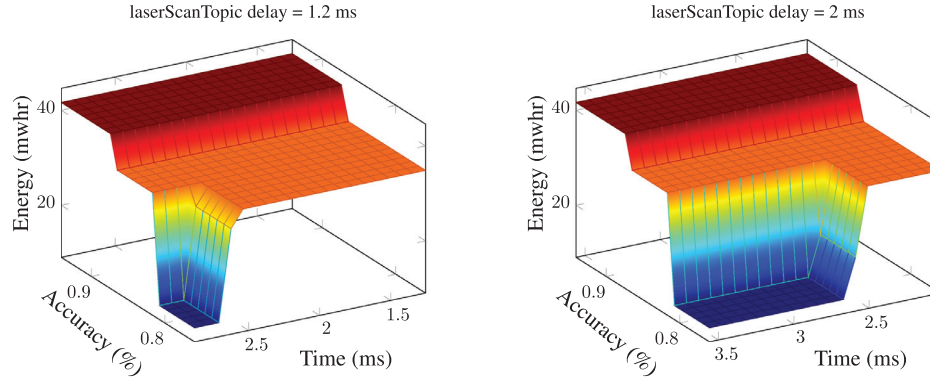 laserScanTopic delay = 1.2 ms
40
20
Energy (mwhr)
0.9
0.8
Accuracy (%)
2.5
2
1.5
Time (ms)
laserScanTopic delay = 2 ms
40
20
Energy (mwhr)
0.9
0.8
Accuracy (%)
3.5
3
2.5
Time (ms)